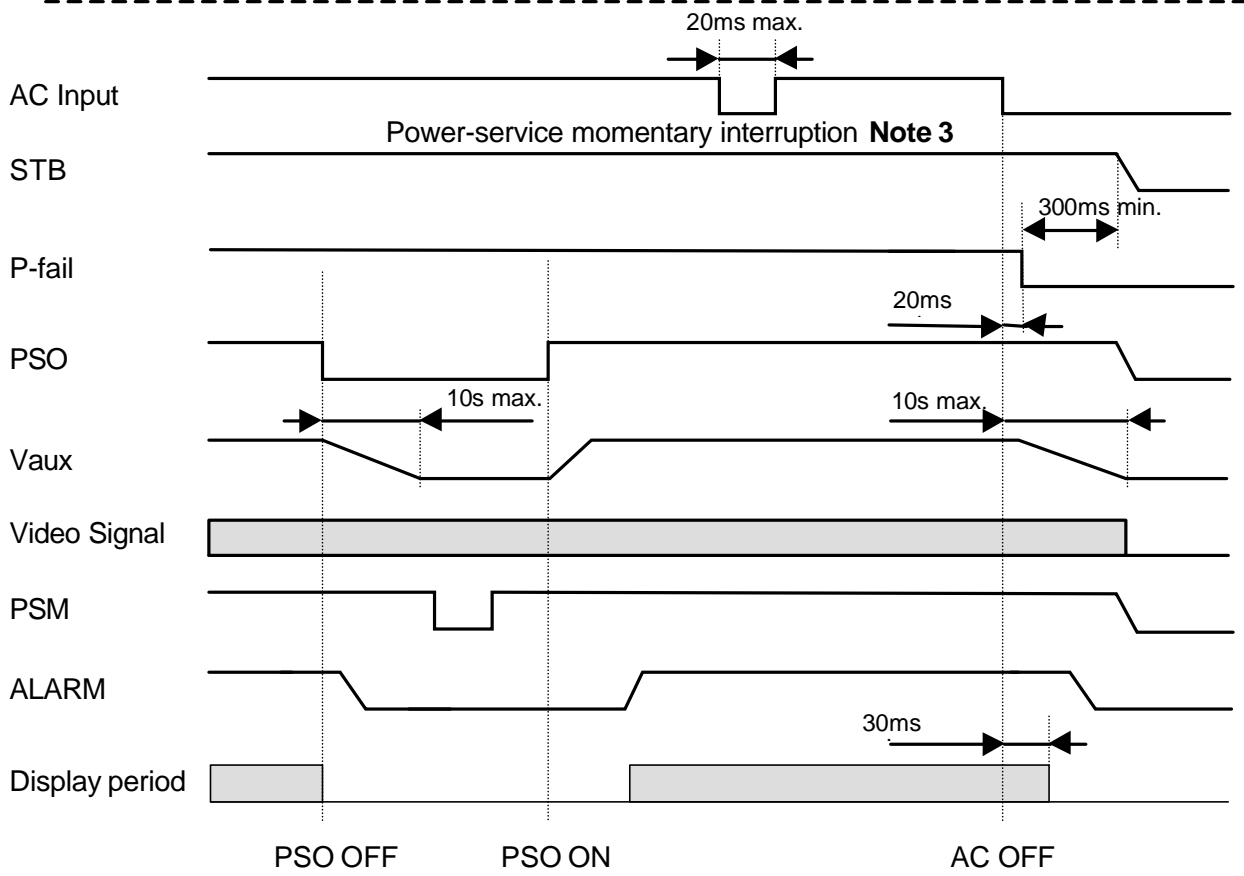 20ms max.
AC Input
Power-service momentary interruption Note 3
STB
300ms min.
P-fail
20ms
PSO
10s max.
10s max.
Vaux
Video Signal
PSM
ALARM
30ms
Display period
PSO OFF
PSO ON
AC OFF